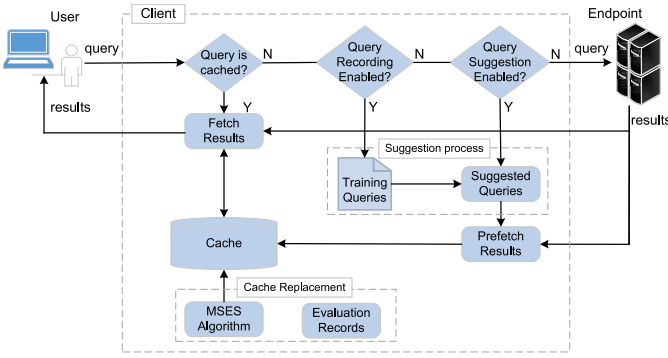 User
Client
Endpoint
query
Query is
cached?
N
Query
Recording
Enabled?
N
Query
Suggestion
Enabled?
N
query
results
Y
Y
Y
results
Fetch
Results
Suggestion process
Training
Queries
Suggested
Queries
Cache
Prefetch
Results
Cache Replacement
MSES
Algorithm
Evaluation
Records